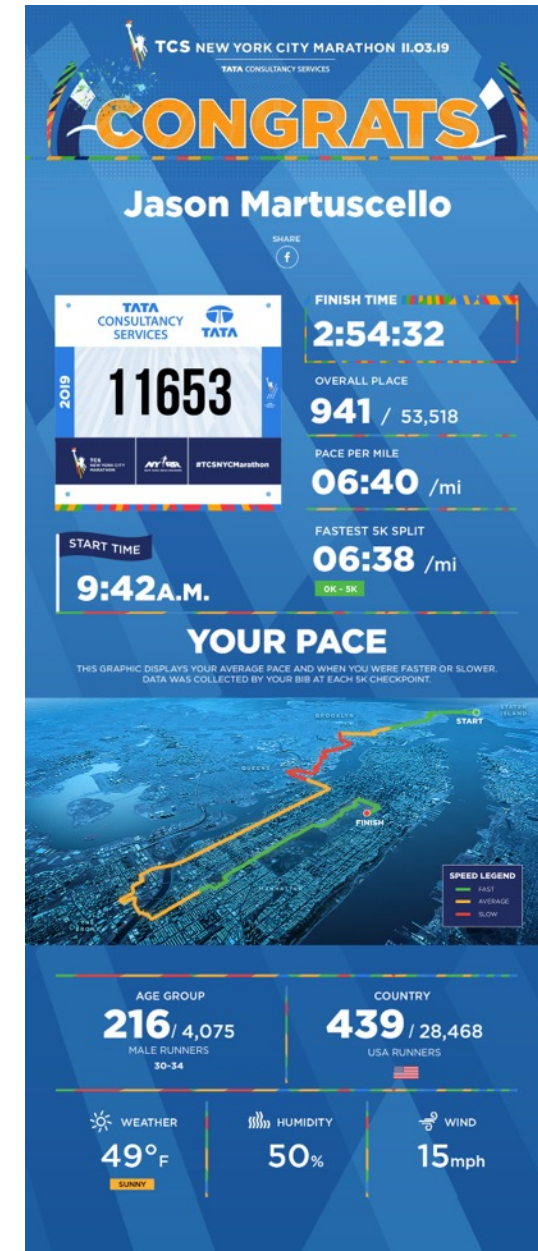 TCS NEW YORK CITY MARATHON 11.03.19
TATA CONSULTANCY SERVICES
CONGRATS
Jason Martuscello
SHARE
f
TATA
CONSULTANCY
SERVICES
TATA
2019
11653
TCS
NEW YORK CITY
MARATHON
NYRR
#TCSNYCMarathon
START TIME
9:42A.M.
FINISH TIME
2:54:32
OVERALL PLACE
941 / 53,518
PACE PER MILE
06:40 /mi
FASTEST 5K SPLIT
06:38 /mi
0K - 5K
YOUR PACE
THIS GRAPHIC DISPLAYS YOUR AVERAGE PACE AND WHEN YOU WERE FASTER OR SLOWER.
DATA WAS COLLECTED BY YOUR BIB AT EACH 5K CHECKPOINT.
STATEN
ISLAND
BROOKLYN
START
QUEENS
FINISH
MANHATTAN
THE
BRONX
SPEED LEGEND
FAST
AVERAGE
SLOW
AGE GROUP
216/ 4,075
MALE RUNNERS
30-34
COUNTRY
439 / 28,468
USA RUNNERS
WEATHER
49°F
SUNNY
HUMIDITY
50%
WIND
15mph